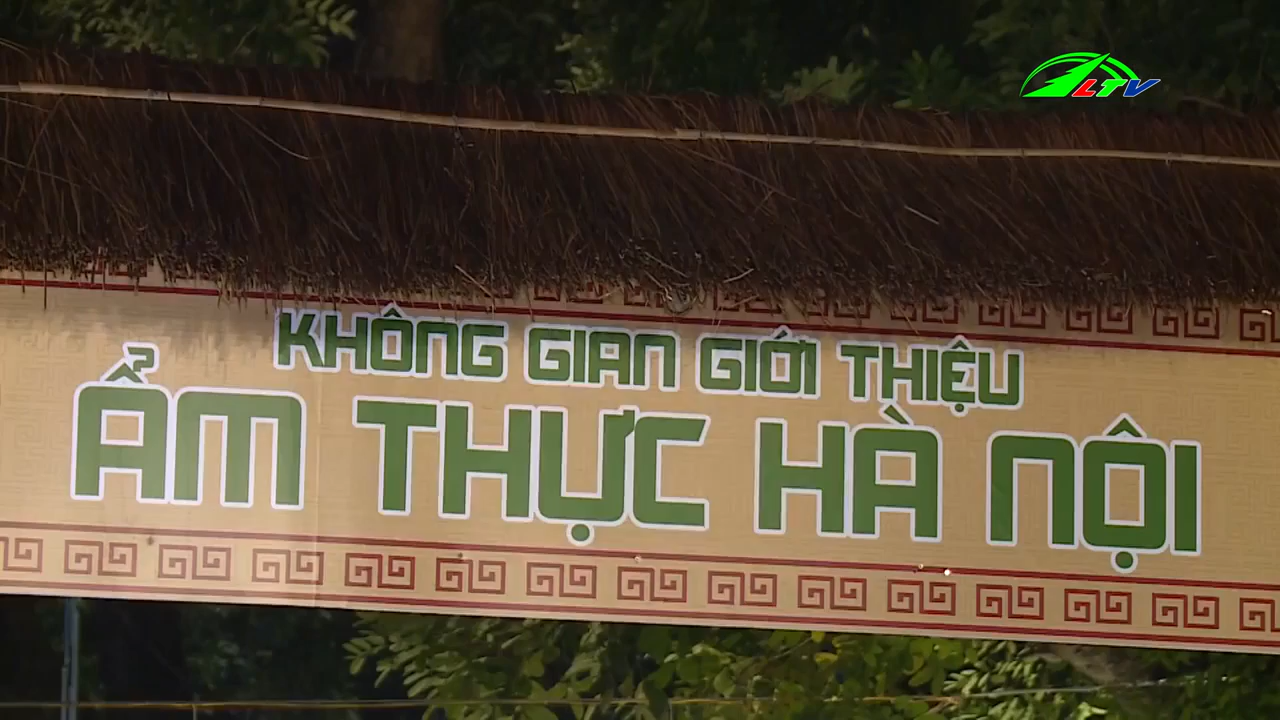 LTV
KHÔNG GIAN GIỚI THIỆU
ẨM THỰC HÀ NỘI